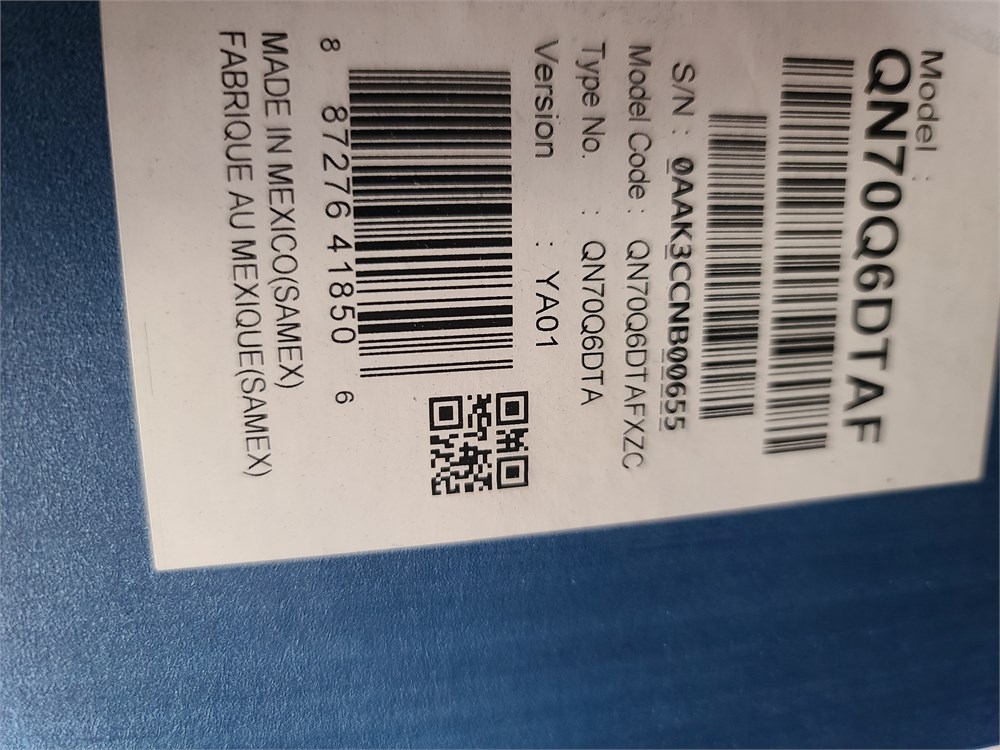 Model :
QN70Q6DTAF
S/N : 0AAK3CCNB00655
Model Code : QN70Q6DTAFXZC
Type No. : QN70Q6DTA
Version : YA01
8 87276 41850 6
MADE IN MEXICO(SAMEX)
FABRIQUE AU MEXIQUE(SAMEX)